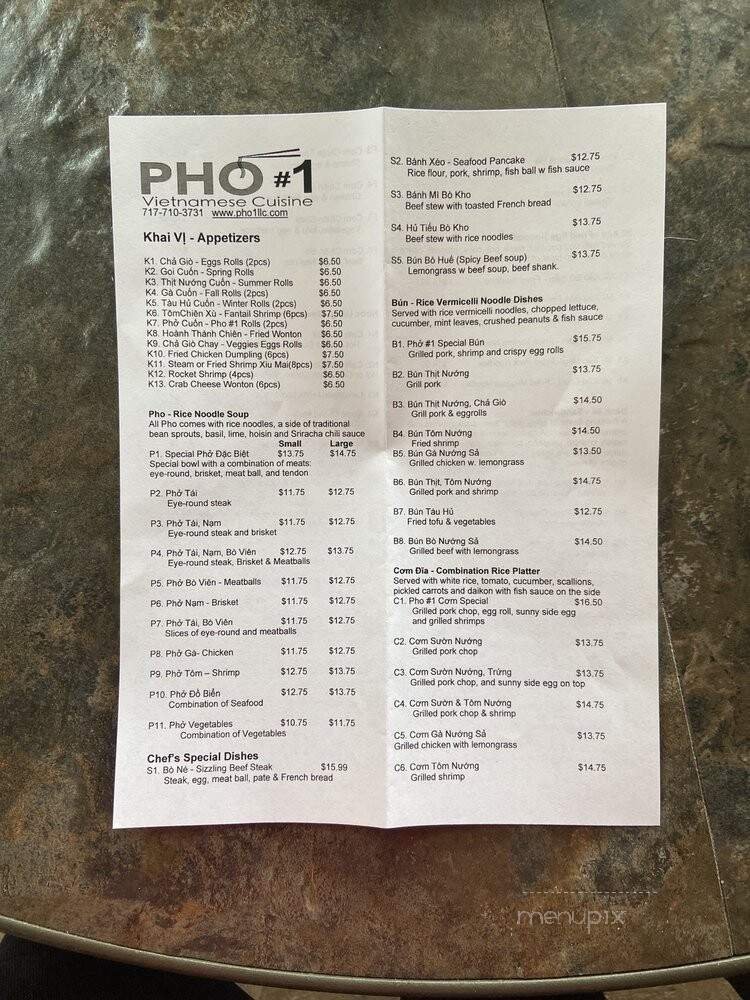 PHO #1
Vietnamese Cuisine
717-710-3731 www.pho1llc.com
Khai Vị - Appetizers
K1. Chả Giò - Eggs Rolls (2pcs) $6.50
K2. Goi Cuốn - Spring Rolls $6.50
K3. Thịt Nướng Cuốn - Summer Rolls $6.50
K4. Gà Cuốn - Fall Rolls (2pcs) $6.50
K5. Tàu Hủ Cuốn - Winter Rolls (2pcs) $6.50
K6. TômChiên Xù - Fantail Shrimp (6pcs) $7.50
K7. Phở Cuốn - Pho #1 Rolls (2pcs) $6.50
K8. Hoành Thánh Chiên - Fried Wonton $6.50
K9. Chả Giò Chay - Veggies Eggs Rolls $6.50
K10. Fried Chicken Dumpling (6pcs) $7.50
K11. Steam or Fried Shrimp Xiu Mai(8pcs) $7.50
K12. Rocket Shrimp (4pcs) $6.50
K13. Crab Cheese Wonton (6pcs) $6.50
Pho - Rice Noodle Soup
All Pho comes with rice noodles, a side of traditional
bean sprouts, basil, lime, hoisin and Sriracha chili sauce
Small Large
P1. Special Phở Đặc Biệt $13.75 $14.75
Special bowl with a combination of meats:
eye-round, brisket, meat ball, and tendon
P2. Phở Tái $11.75 $12.75
Eye-round steak
P3. Phở Tái, Nạm $11.75 $12.75
Eye-round steak and brisket
P4. Phở Tái, Nạm, Bò Viên $12.75 $13.75
Eye-round steak, Brisket & Meatballs
P5. Phở Bò Viên - Meatballs $11.75 $12.75
P6. Phở Nạm - Brisket $11.75 $12.75
P7. Phở Tái, Bò Viên $11.75 $12.75
Slices of eye-round and meatballs
P8. Phở Gà- Chicken $11.75 $12.75
P9. Phở Tôm – Shrimp $12.75 $13.75
P10. Phở Đồ Biển $12.75 $13.75
Combination of Seafood
P11. Phở Vegetables $10.75 $11.75
Combination of Vegetables
Chef's Special Dishes
S1. Bò Né - Sizzling Beef Steak $15.99
Steak, egg, meat ball, pate & French bread
S2. Bánh Xèo - Seafood Pancake $12.75
Rice flour, pork, shrimp, fish ball w fish sauce
S3. Bánh Mì Bò Kho $12.75
Beef stew with toasted French bread
S4. Hủ Tiếu Bò Kho $13.75
Beef stew with rice noodles
S5. Bún Bò Huế (Spicy Beef soup) $13.75
Lemongrass w beef soup, beef shank.
Bún - Rice Vermicelli Noodle Dishes
Served with rice vermicelli noodles, chopped lettuce,
cucumber, mint leaves, crushed peanuts & fish sauce
B1. Phở #1 Special Bún $15.75
Grilled pork, shrimp and crispy egg rolls
B2. Bún Thịt Nướng $13.75
Grill pork
B3. Bún Thịt Nướng, Chả Giò $14.50
Grill pork & eggrolls
B4. Bún Tôm Nướng $14.50
Fried shrimp
B5. Bún Gà Nướng Sả $13.50
Grilled chicken w. lemongrass
B6. Bún Thịt, Tôm Nướng $14.75
Grilled pork and shrimp
B7. Bún Tàu Hủ $12.75
Fried tofu & vegetables
B8. Bún Bò Nướng Sả $14.50
Grilled beef with lemongrass
Cơm Đĩa - Combination Rice Platter
Served with white rice, tomato, cucumber, scallions,
pickled carrots and daikon with fish sauce on the side
C1. Pho #1 Cơm Special $16.50
Grilled pork chop, egg roll, sunny side egg
and grilled shrimps
C2. Cơm Sườn Nướng $13.75
Grilled pork chop
C3. Cơm Sườn Nướng, Trứng $13.75
Grilled pork chop, and sunny side egg on top
C4. Cơm Sườn & Tôm Nướng $14.75
Grilled pork chop & shrimp
C5. Cơm Gà Nướng Sả $13.75
Grilled chicken with lemongrass
C6. Cơm Tôm Nướng $14.75
Grilled shrimp
menupix